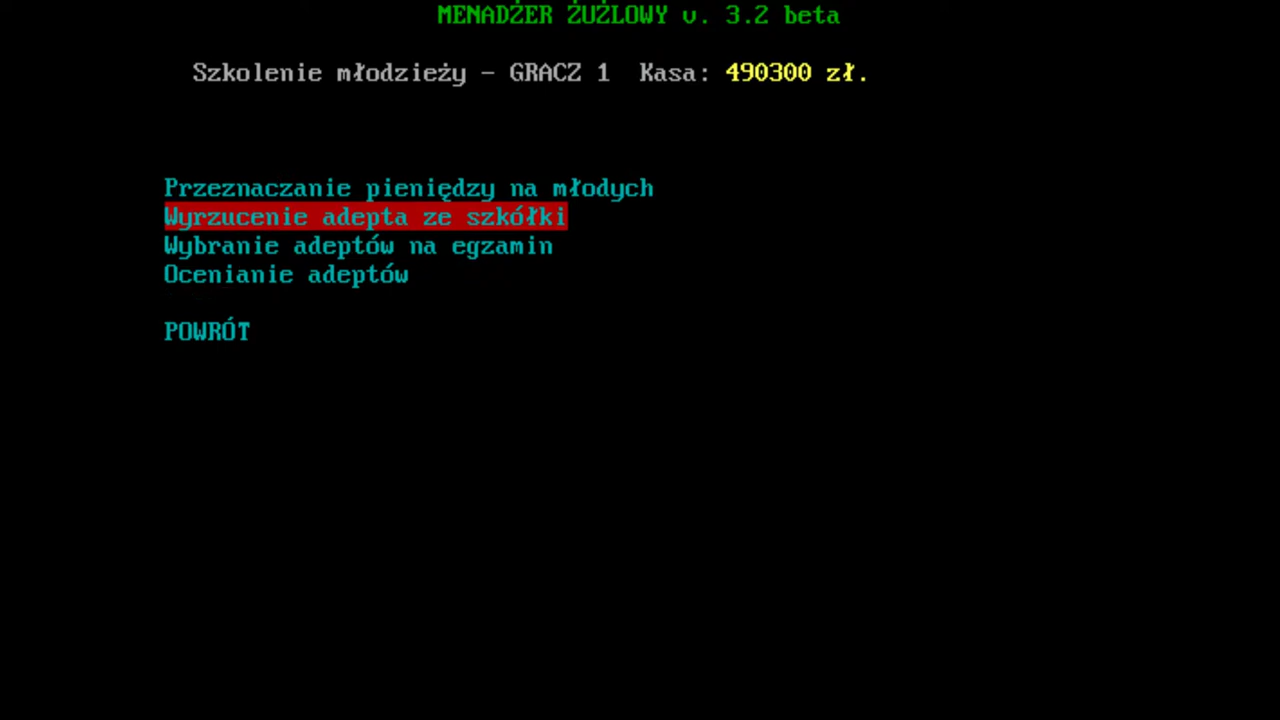 MENADŻER ŻUŻLOWY v. 3.2 beta
Szkolenie młodzieży - GRACZ 1 Kasa: 490300 zł.
Przeznaczanie pieniędzy na młodych
Wyrzucenie adepta ze szkółki
Wybranie adeptów na egzamin
Ocenianie adeptów
POWRÓT